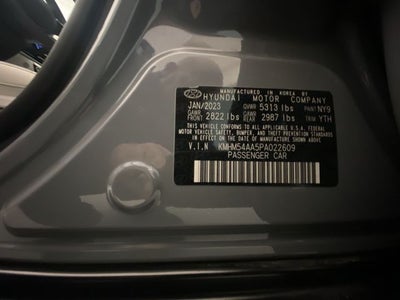 MANUFACTURED IN KOREA BY
HYUNDAI MOTOR COMPANY
JAN/2023 GVWR 5313 lbs PAINT NY9
GAWR FRONT 2822 lbs GAWR REAR 2987 lbs TRIM YTH
THIS VEHICLE CONFORMS TO ALL APPLICABLE U.S. FEDERAL
MOTOR VEHICLE SAFETY, BUMPER, AND THEFT PREVENTION
STANDARDS IN EFFECT ON THE DATE OF MANUFACTURE SHOWN ABOVE.
V.I.N KMHM54AA5PA022609
PASSENGER CAR